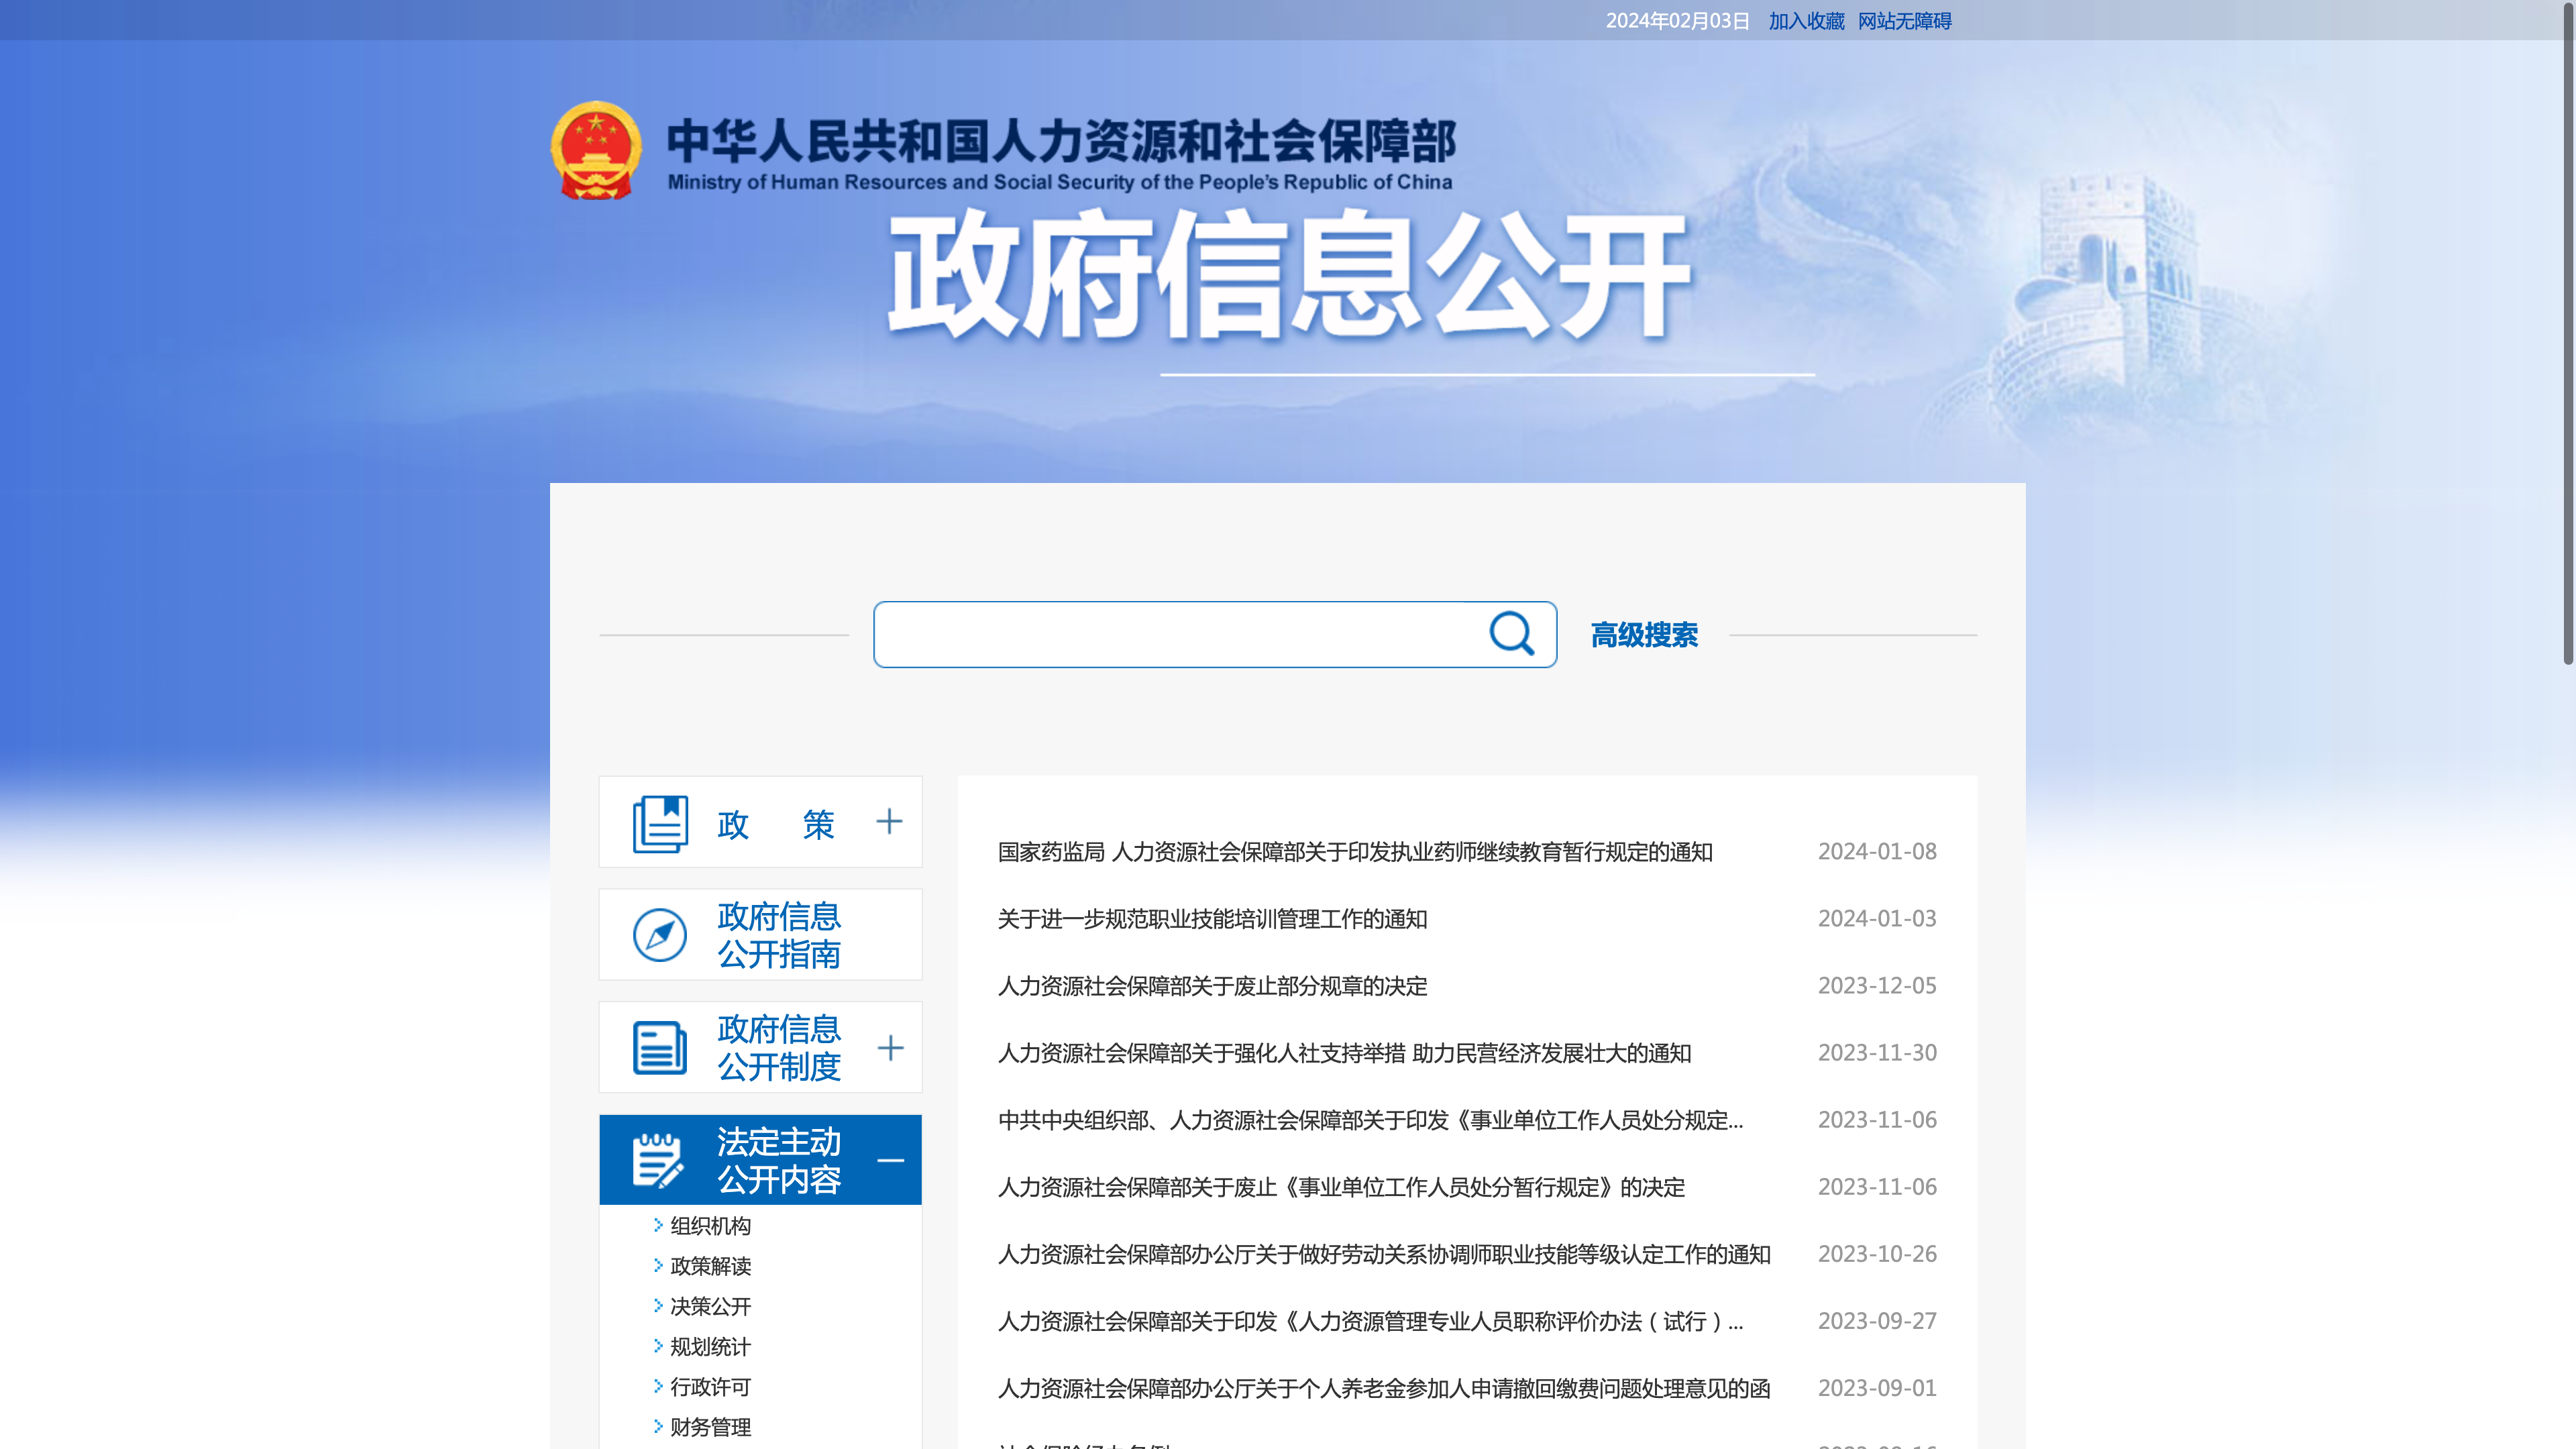 2024年02月03日 加入收藏 网站无障碍
中华人民共和国人力资源和社会保障部
Ministry of Human Resources and Social Security of the People's Republic of China
政府信息公开
高级搜索
政 策
政府信息
公开指南
政府信息
公开制度
法定主动
公开内容
组织机构
政策解读
决策公开
规划统计
行政许可
财务管理
国家药监局 人力资源社会保障部关于印发执业药师继续教育暂行规定的通知 2024-01-08
关于进一步规范职业技能培训管理工作的通知 2024-01-03
人力资源社会保障部关于废止部分规章的决定 2023-12-05
人力资源社会保障部关于强化人社支持举措 助力民营经济发展壮大的通知 2023-11-30
中共中央组织部、人力资源社会保障部关于印发《事业单位工作人员处分规定... 2023-11-06
人力资源社会保障部关于废止《事业单位工作人员处分暂行规定》的决定 2023-11-06
人力资源社会保障部办公厅关于做好劳动关系协调师职业技能等级认定工作的通知 2023-10-26
人力资源社会保障部关于印发《人力资源管理专业人员职称评价办法（试行）... 2023-09-27
人力资源社会保障部办公厅关于个人养老金参加人申请撤回缴费问题处理意见的函 2023-09-01